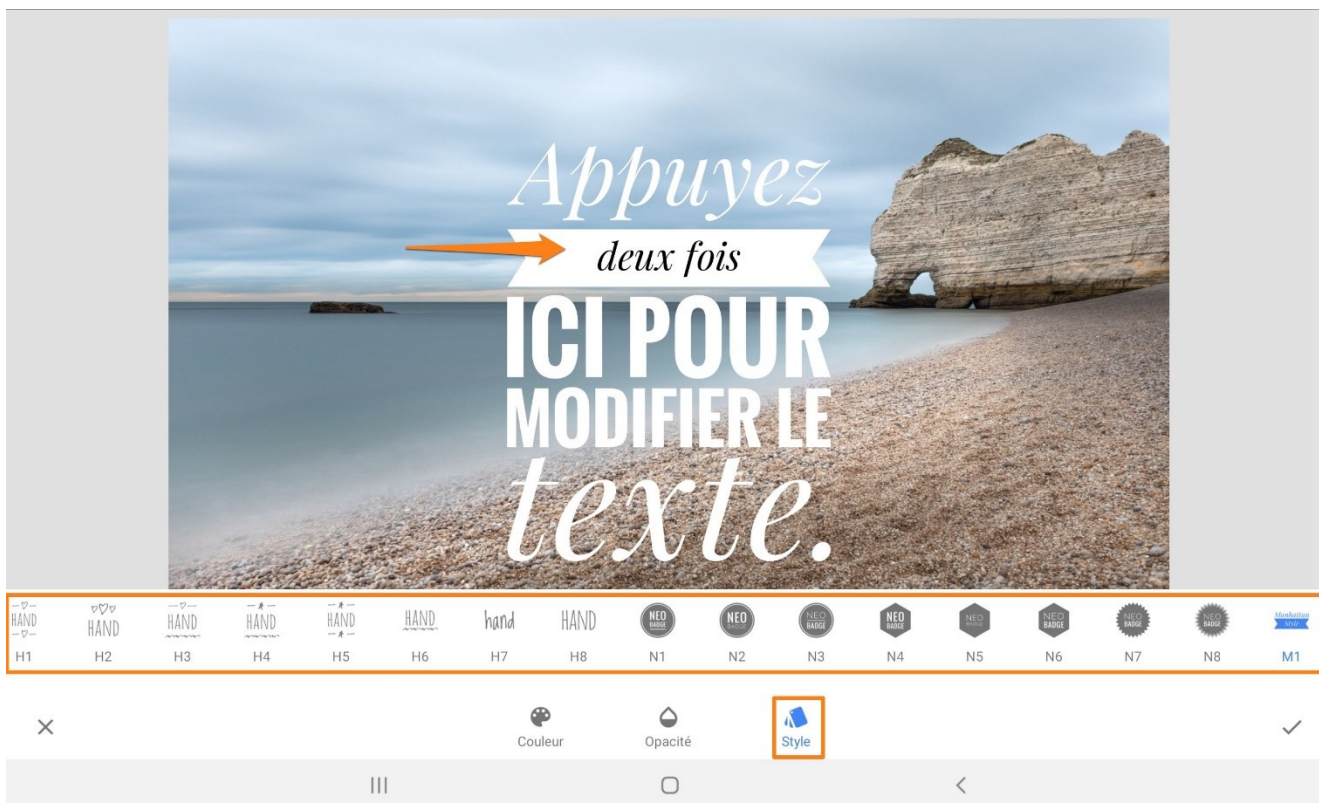 Appuyez
deux fois
ICI POUR
MODIFIER LE
texte.
HAND HAND HAND HAND HAND HAND hand HAND NEO BADGE NEO BADGE NEO BADGE NEO BADGE NEO BADGE NEO BADGE NEO BADGE NEO BADGE Manhattan Style
H1 H2 H3 H4 H5 H6 H7 H8 N1 N2 N3 N4 N5 N6 N7 N8 M1
Couleur Opacité Style